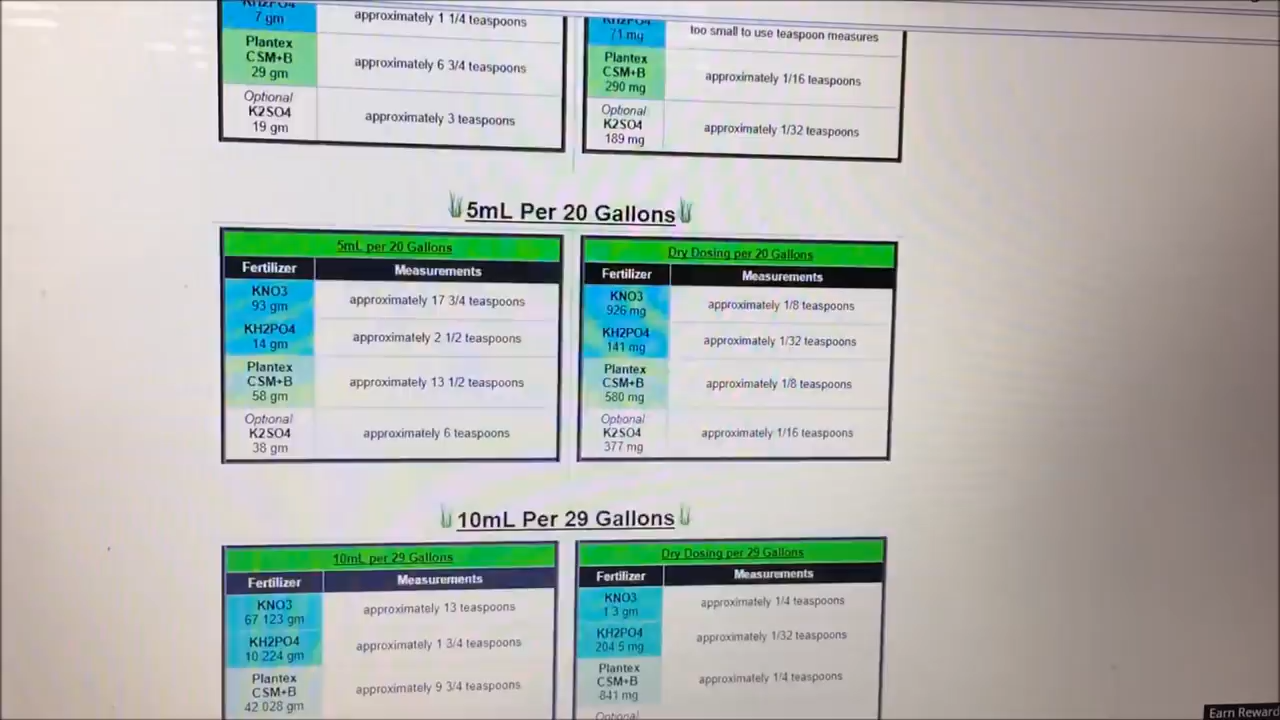 KH2PO4
7 gm
approximately 1 1/4 teaspoons
Plantex
CSM+B
29 gm
approximately 6 3/4 teaspoons
Optional
K2SO4
19 gm
approximately 3 teaspoons
KH2PO4
71 mg
too small to use teaspoon measures
Plantex
CSM+B
290 mg
approximately 1/16 teaspoons
Optional
K2SO4
189 mg
approximately 1/32 teaspoons
5mL Per 20 Gallons
5mL per 20 Gallons
Fertilizer
Measurements
KNO3
93 gm
approximately 17 3/4 teaspoons
KH2PO4
14 gm
approximately 2 1/2 teaspoons
Plantex
CSM+B
58 gm
approximately 13 1/2 teaspoons
Optional
K2SO4
38 gm
approximately 6 teaspoons
Dry Dosing per 20 Gallons
Fertilizer
Measurements
KNO3
926 mg
approximately 1/8 teaspoons
KH2PO4
141 mg
approximately 1/32 teaspoons
Plantex
CSM+B
580 mg
approximately 1/8 teaspoons
Optional
K2SO4
377 mg
approximately 1/16 teaspoons
10mL Per 29 Gallons
10mL per 29 Gallons
Fertilizer
Measurements
KNO3
67.123 gm
approximately 13 teaspoons
KH2PO4
10.224 gm
approximately 1 3/4 teaspoons
Plantex
CSM+B
42.028 gm
approximately 9 3/4 teaspoons
Dry Dosing per 29 Gallons
Fertilizer
Measurements
KNO3
1.3 gm
approximately 1/4 teaspoons
KH2PO4
204.5 mg
approximately 1/32 teaspoons
Plantex
CSM+B
841 mg
approximately 1/4 teaspoons
Optional
Earn Reward